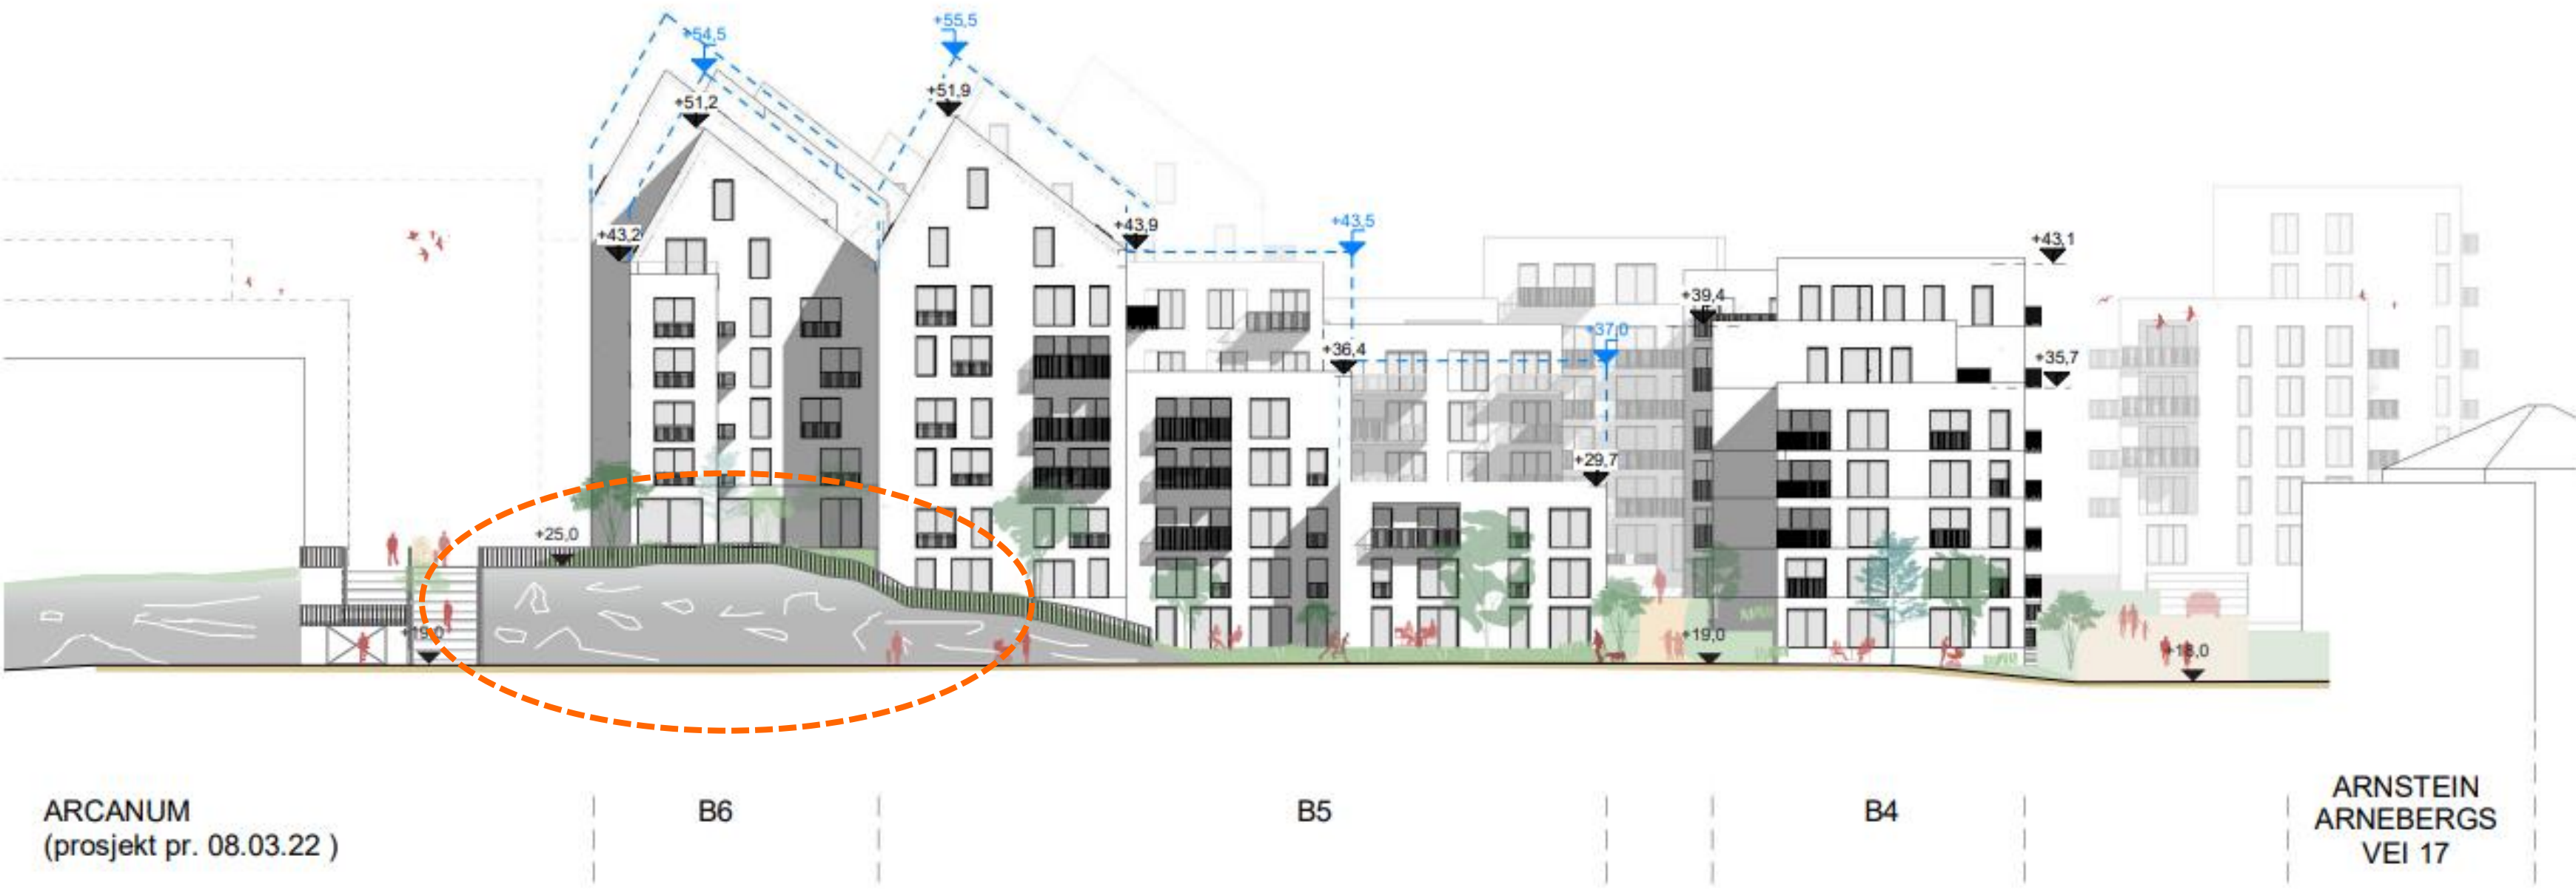 +54,5
+55,5
+51,2
+51,9
+43,2
+43,9
+43,5
+43,1
+39,4
+37,0
+36,4
+35,7
+29,7
+25,0
+19,0
+19,0
+18,0
ARCANUM
(prosjekt pr. 08.03.22 )
B6
B5
B4
ARNSTEIN
ARNEBERGS
VEI 17